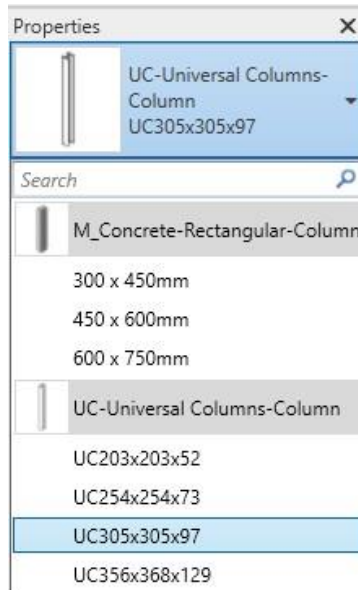 Properties
UC-Universal Columns-
Column
UC305x305x97
Search
M_Concrete-Rectangular-Column
300 x 450mm
450 x 600mm
600 x 750mm
UC-Universal Columns-Column
UC203x203x52
UC254x254x73
UC305x305x97
UC356x368x129